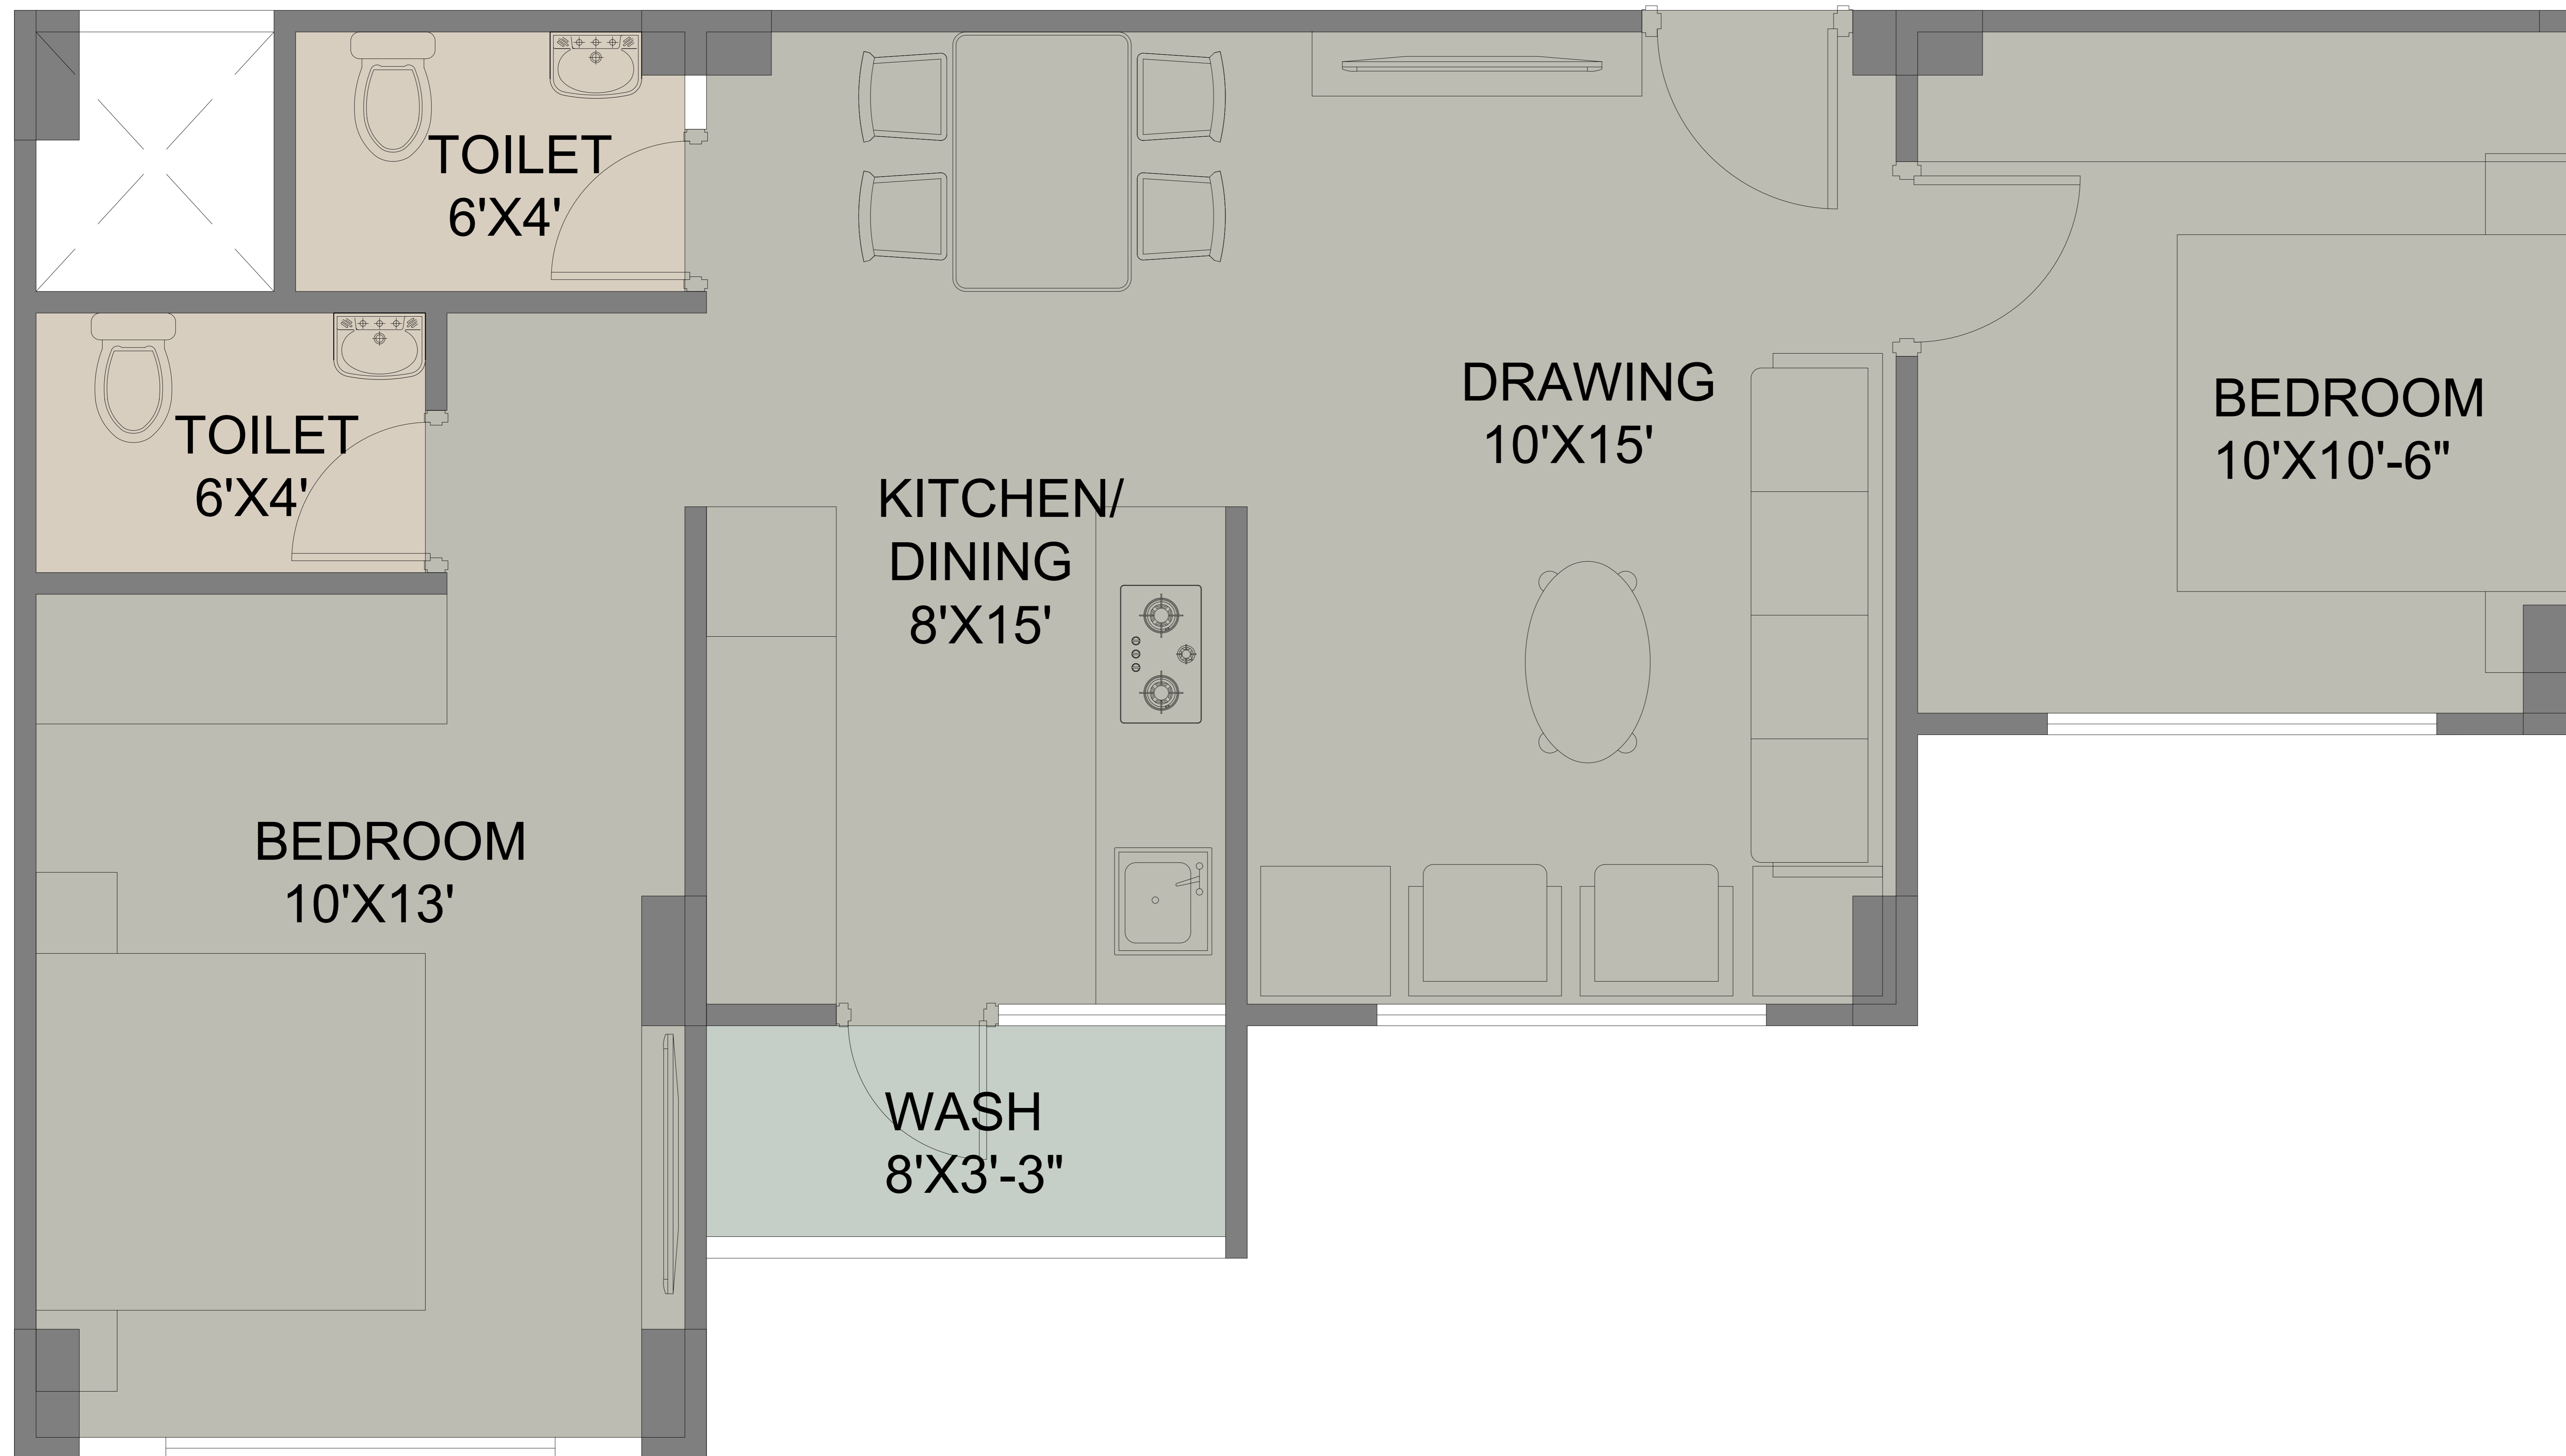 TOILET
6'X4'
TOILET
6'X4'
DRAWING
10'X15'
BEDROOM
10'X10'-6"
KITCHEN/
DINING
8'X15'
BEDROOM
10'X13'
WASH
8'X3'-3"